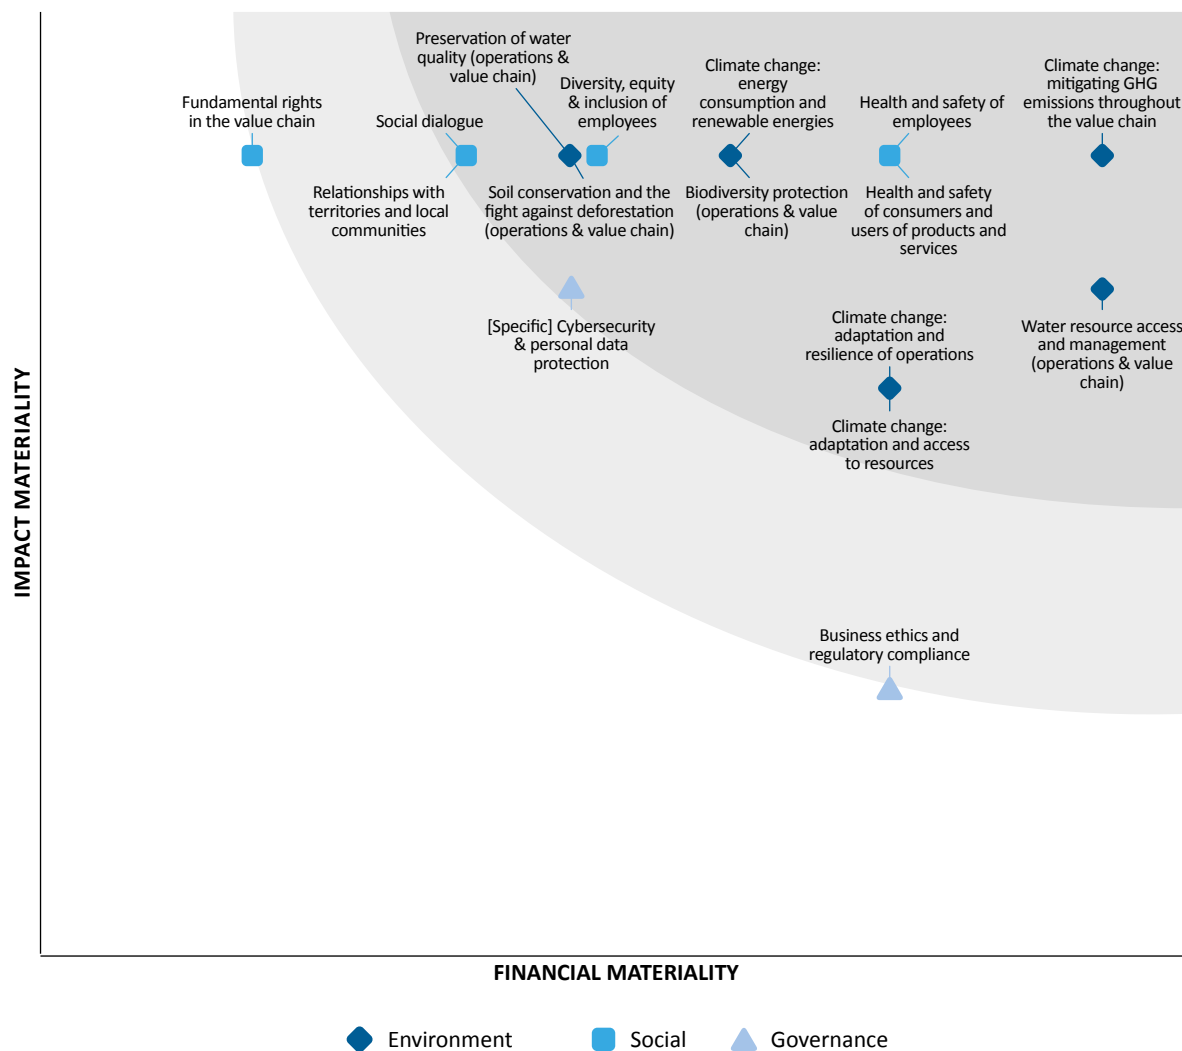 Preservation of water
quality (operations &
value chain)
Diversity, equity
& inclusion of
employees
Climate change:
energy
consumption and
renewable energies
Climate change:
mitigating GHG
emissions throughout
the value chain
Fundamental rights
in the value chain
Social dialogue
Health and safety of
employees
Relationships with
territories and local
communities
Soil conservation and the
fight against deforestation
(operations & value chain)
Biodiversity protection
(operations & value
chain)
Health and safety
of consumers and
users of products and
services
[Specific] Cybersecurity
& personal data
protection
Climate change:
adaptation and
resilience of operations
Water resource access
and management
(operations & value
chain)
Climate change:
adaptation and access
to resources
IMPACT MATERIALITY
Business ethics and
regulatory compliance
FINANCIAL MATERIALITY
Environment
Social
Governance